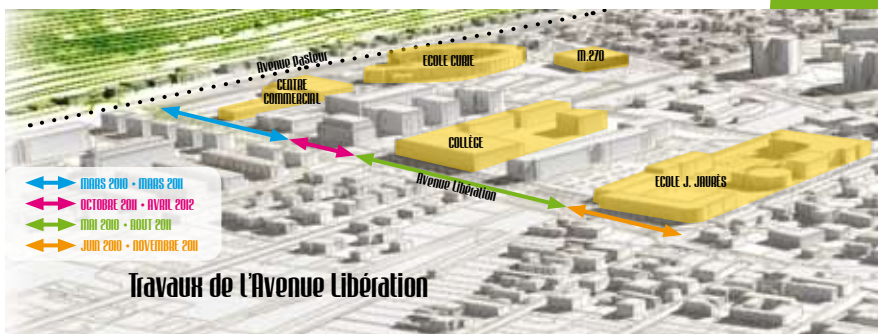 Avenue Pasteur
ECOLE CURIE
M.270
CENTRE
COMMERCIAL
COLLÈGE
ECOLE J. JAURÈS
Avenue Libération
MARS 2010 • MARS 2011
OCTOBRE 2011 • AVRIL 2012
MAI 2010 • AOUT 2011
JUIN 2010 • NOVEMBRE 2011
Travaux de l'Avenue Libération